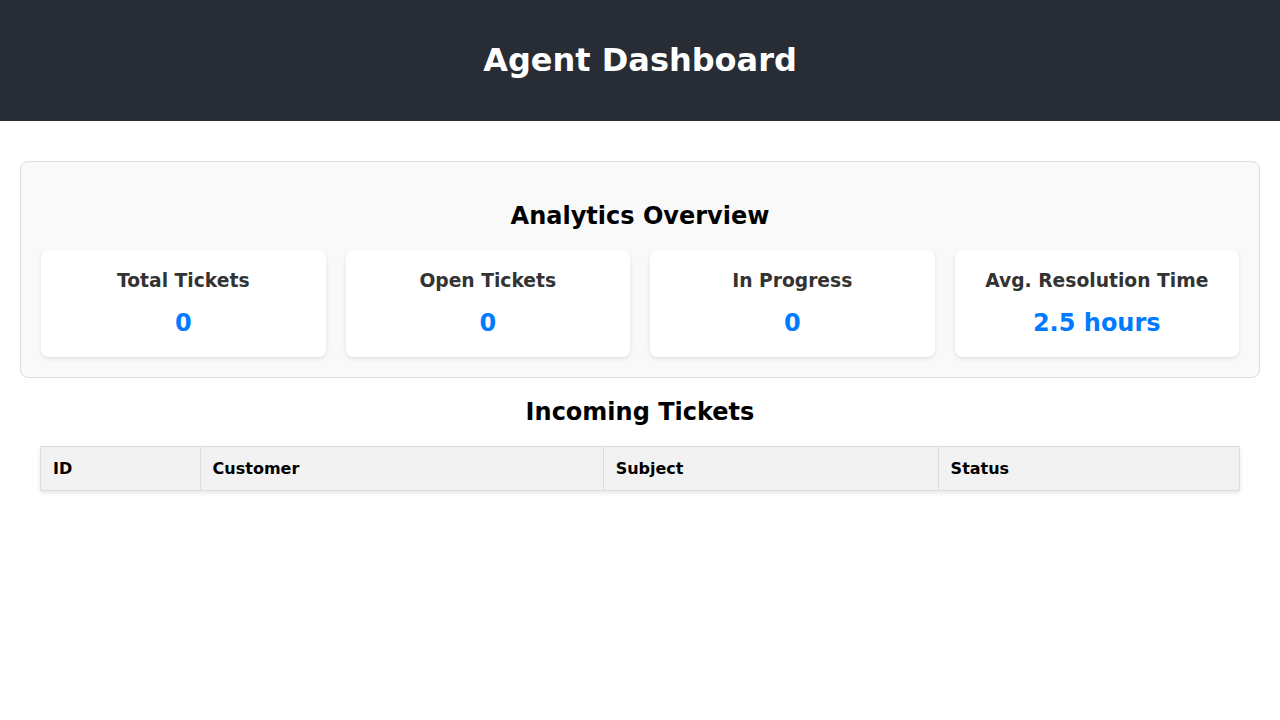 Agent Dashboard
Analytics Overview
Total Tickets Open Tickets In Progress Avg. Resolution Time
0 0 0 2.5 hours
Incoming Tickets
ID Customer Subject Status